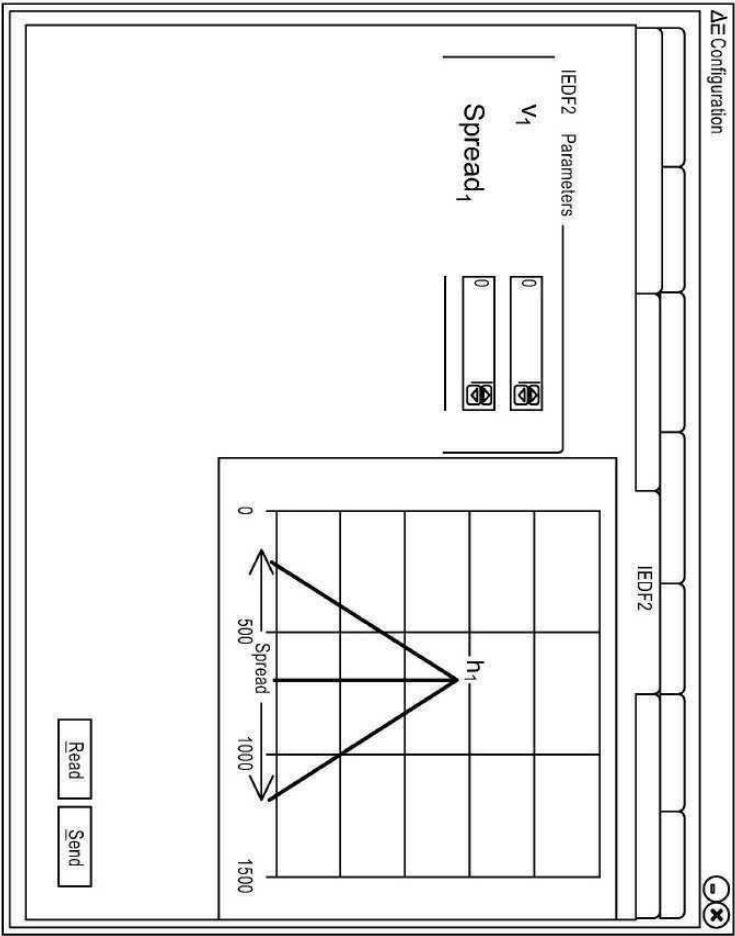 ΔE Configuration
IEDF2
IEDF2 Parameters
V₁ 0
Spread₁ 0
h₁
Spread
0 500 1000 1500
Read Send